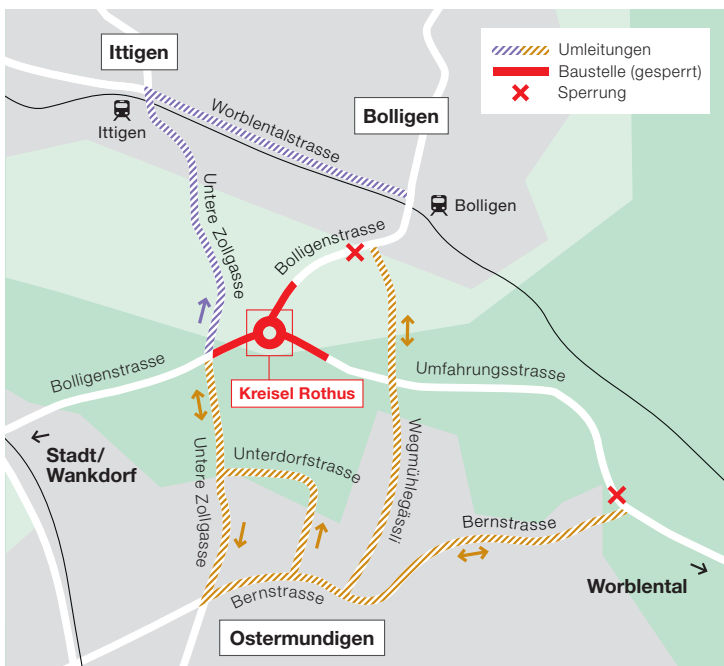 Ittigen
Umleitungen
Baustelle (gesperrt)
Sperrung
Ittigen
Worblentalstrasse
Bolligen
Bolligen
Untere Zollgasse
Bolligenstrasse
Bolligenstrasse
Kreisel Rothus
Umfahrungsstrasse
Stadt/
Wankdorf
Untere Zollgasse
Unterdorfstrasse
Wegmühlegässli
Bernstrasse
Bernstrasse
Worblental
Ostermundigen